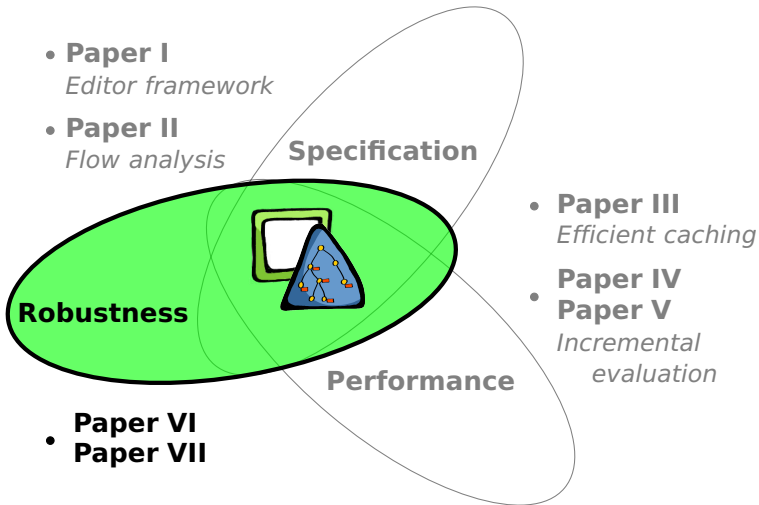 • Paper I
Editor framework
• Paper II
Flow analysis
Specification
• Paper III
Efficient caching
• Paper IV
Paper V
Incremental
evaluation
Robustness
Performance
• Paper VI
Paper VII